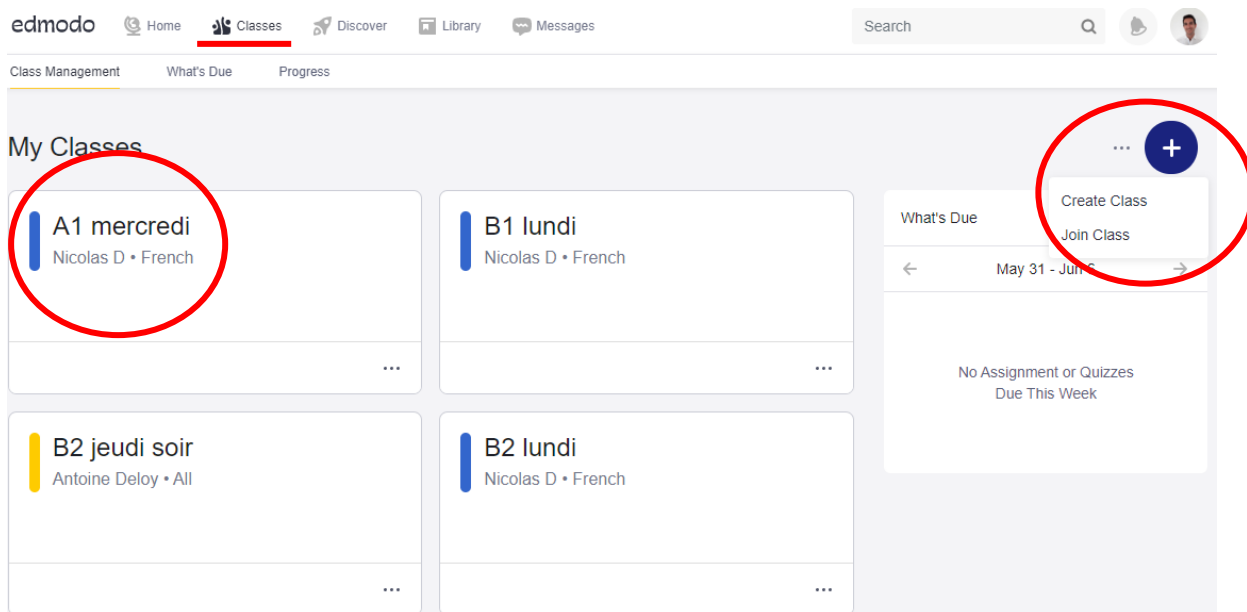 edmodo Home Classes Discover Library Messages Search
Class Management What's Due Progress
My Classes
A1 mercredi
Nicolas D • French
B1 lundi
Nicolas D • French
Create Class
Join Class
What's Due
May 31 - Jun 6
No Assignment or Quizzes
Due This Week
B2 jeudi soir
Antoine Deloy • All
B2 lundi
Nicolas D • French